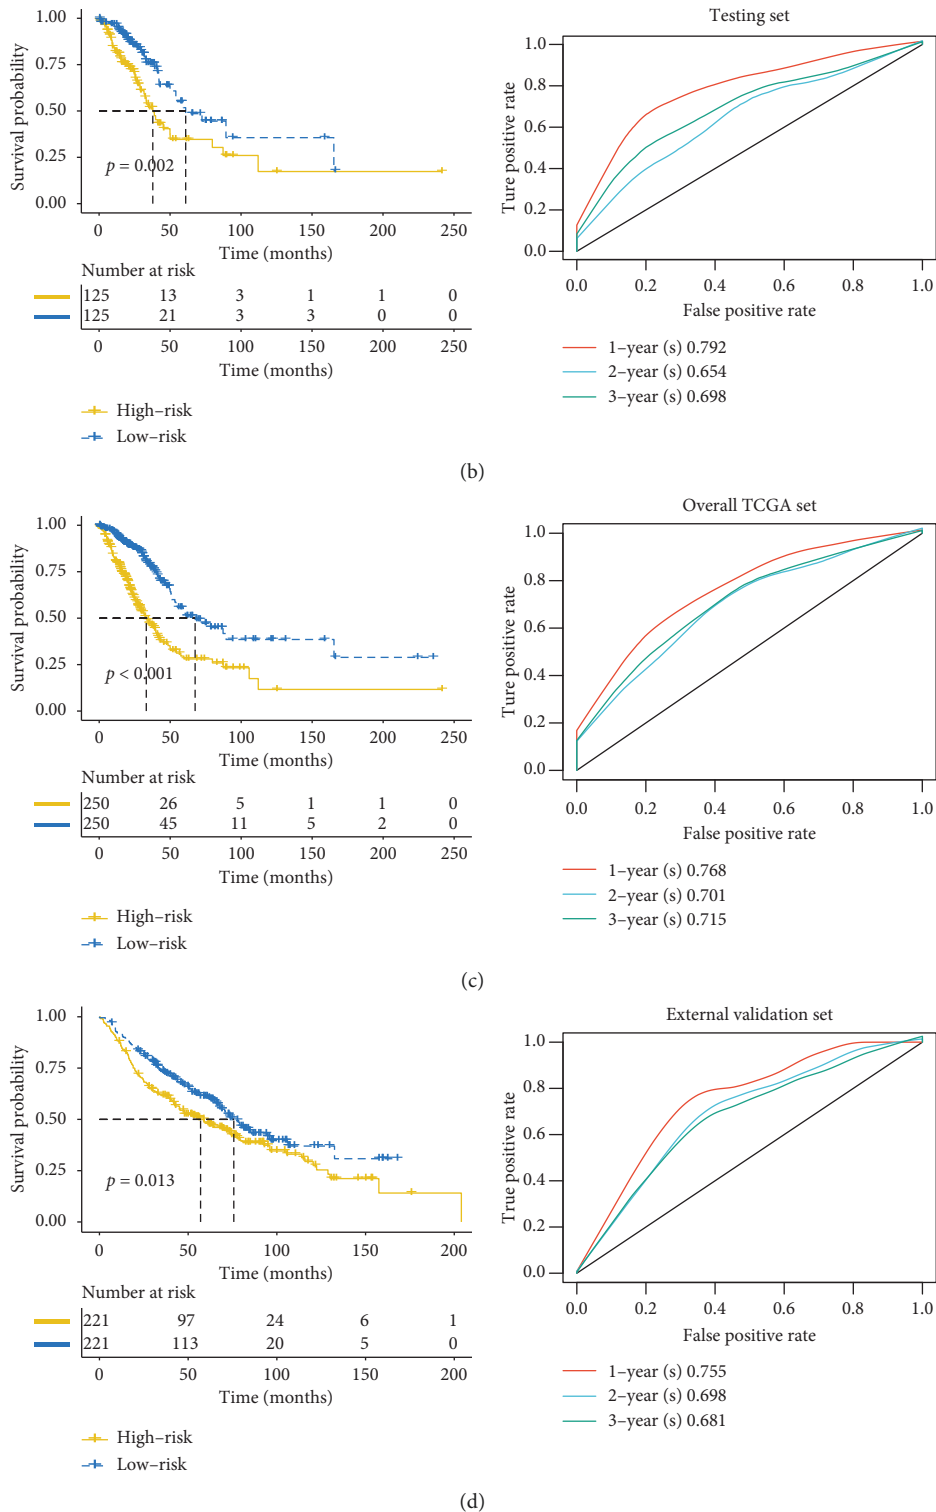 Survival probability
1.00
0.75
0.50
0.25
0.00
p = 0.002
0 50 100 150 200 250
Time (months)
Number at risk
125 13 3 1 1 0
125 21 3 3 0 0
0 50 100 150 200 250
Time (months)
High–risk
Low–risk
Testing set
Ture positive rate
1.0
0.8
0.6
0.4
0.2
0.0
0.0 0.2 0.4 0.6 0.8 1.0
False positive rate
1–year (s) 0.792
2–year (s) 0.654
3–year (s) 0.698
(b)
Survival probability
1.00
0.75
0.50
0.25
0.00
p < 0.001
0 50 100 150 200 250
Time (months)
Number at risk
250 26 5 1 1 0
250 45 11 5 2 0
0 50 100 150 200 250
Time (months)
High–risk
Low–risk
Overall TCGA set
Ture positive rate
1.0
0.8
0.6
0.4
0.2
0.0
0.0 0.2 0.4 0.6 0.8 1.0
False positive rate
1–year (s) 0.768
2–year (s) 0.701
3–year (s) 0.715
(c)
Survival probability
1.00
0.75
0.50
0.25
0.00
p = 0.013
0 50 100 150 200
Time (months)
Number at risk
221 97 24 6 1
221 113 20 5 0
0 50 100 150 200
Time (months)
High–risk
Low–risk
External validation set
True positive rate
1.0
0.8
0.6
0.4
0.2
0.0
0.0 0.2 0.4 0.6 0.8 1.0
False positive rate
1–year (s) 0.755
2–year (s) 0.698
3–year (s) 0.681
(d)